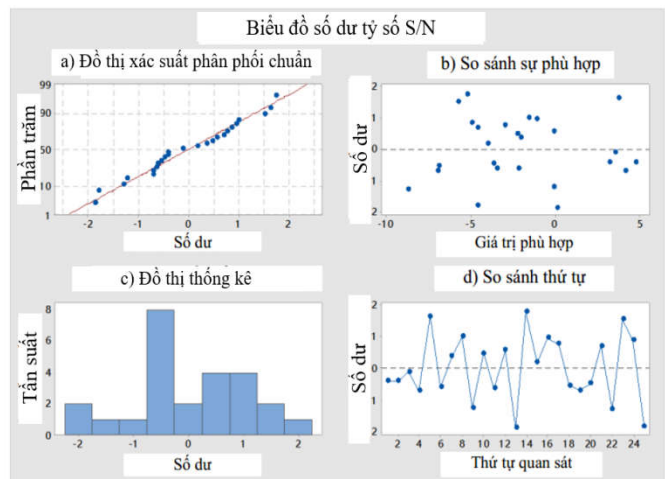 Biểu đồ số dư tỷ số S/N
a) Đồ thị xác suất phân phối chuẩn
Phần trăm
99
90
50
10
1
-2 -1 0 1 2
Số dư
b) So sánh sự phù hợp
Số dư
2
1
0
1
2
-10 -5 0 5
Giá trị phù hợp
c) Đồ thị thống kê
Tần suất
8
6
4
2
0
-2 -1 0 1 2
Số dư
d) So sánh thứ tự
Số dư
2
1
0
1
2
2 4 6 8 10 12 14 16 18 20 22 24
Thứ tự quan sát